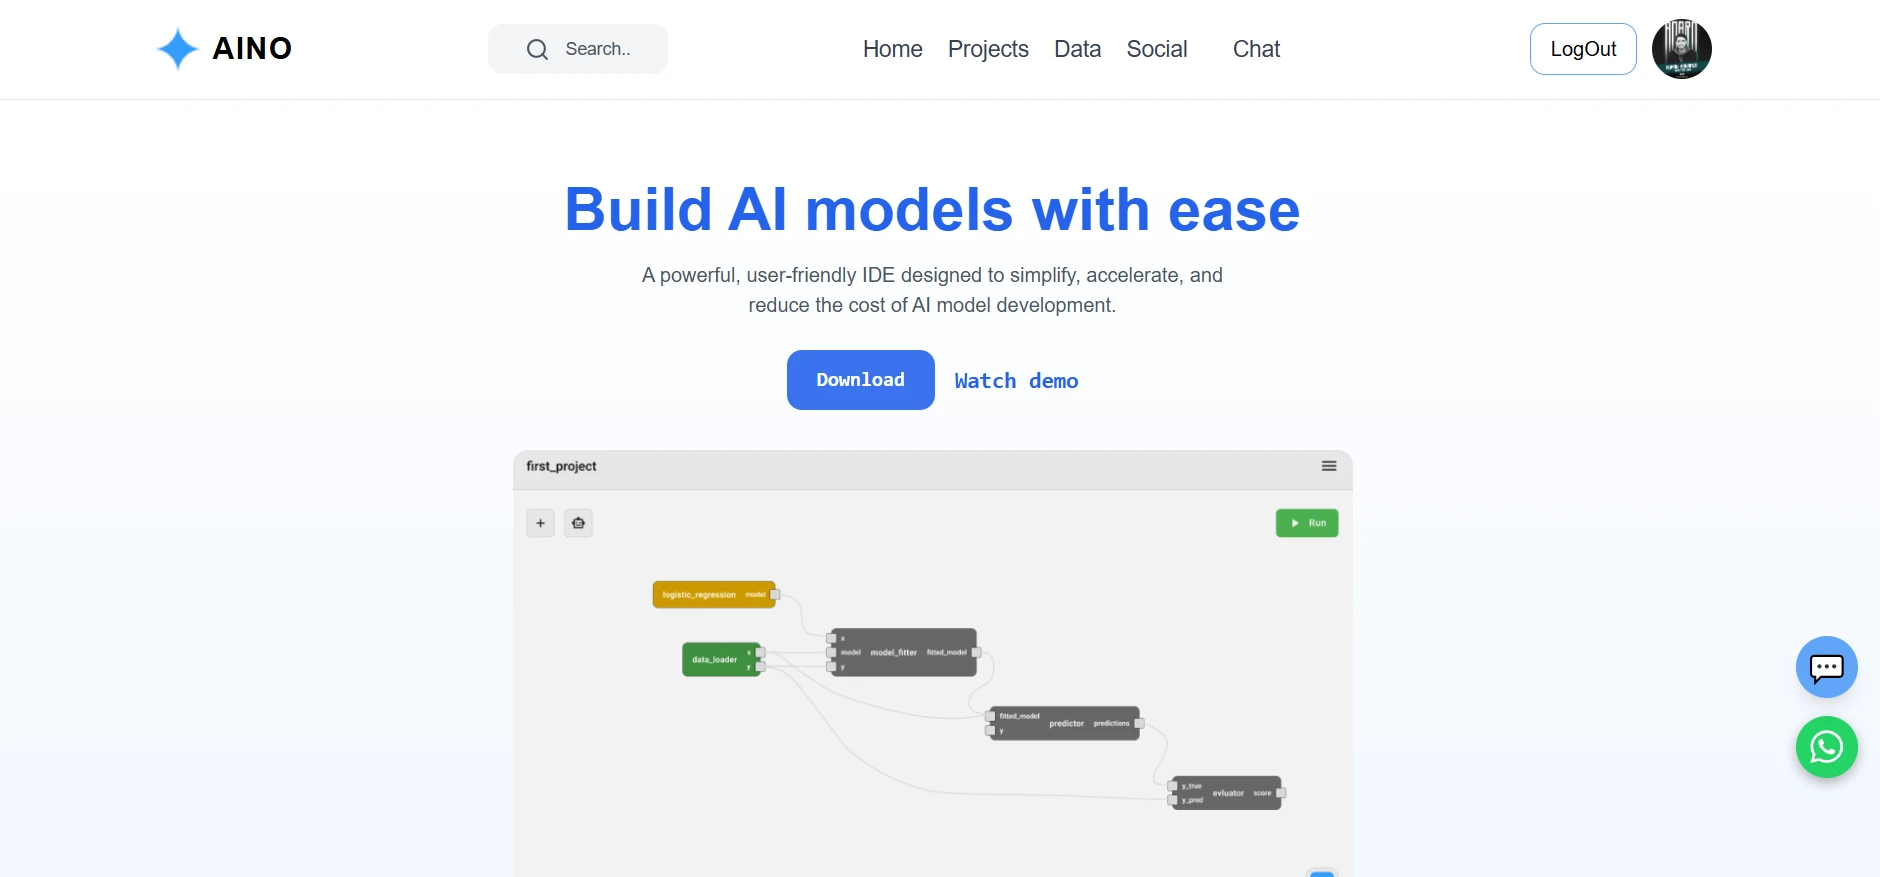 AINO
Search..
Home Projects Data Social Chat
LogOut
Build AI models with ease
A powerful, user-friendly IDE designed to simplify, accelerate, and
reduce the cost of AI model development.
Download Watch demo
first_project
+
Run
logistic_regression model
data_loader x
y
x
model model_fitter fitted_model
y
fitted_model predictor predictions
y
y_true evluator score
y_pred